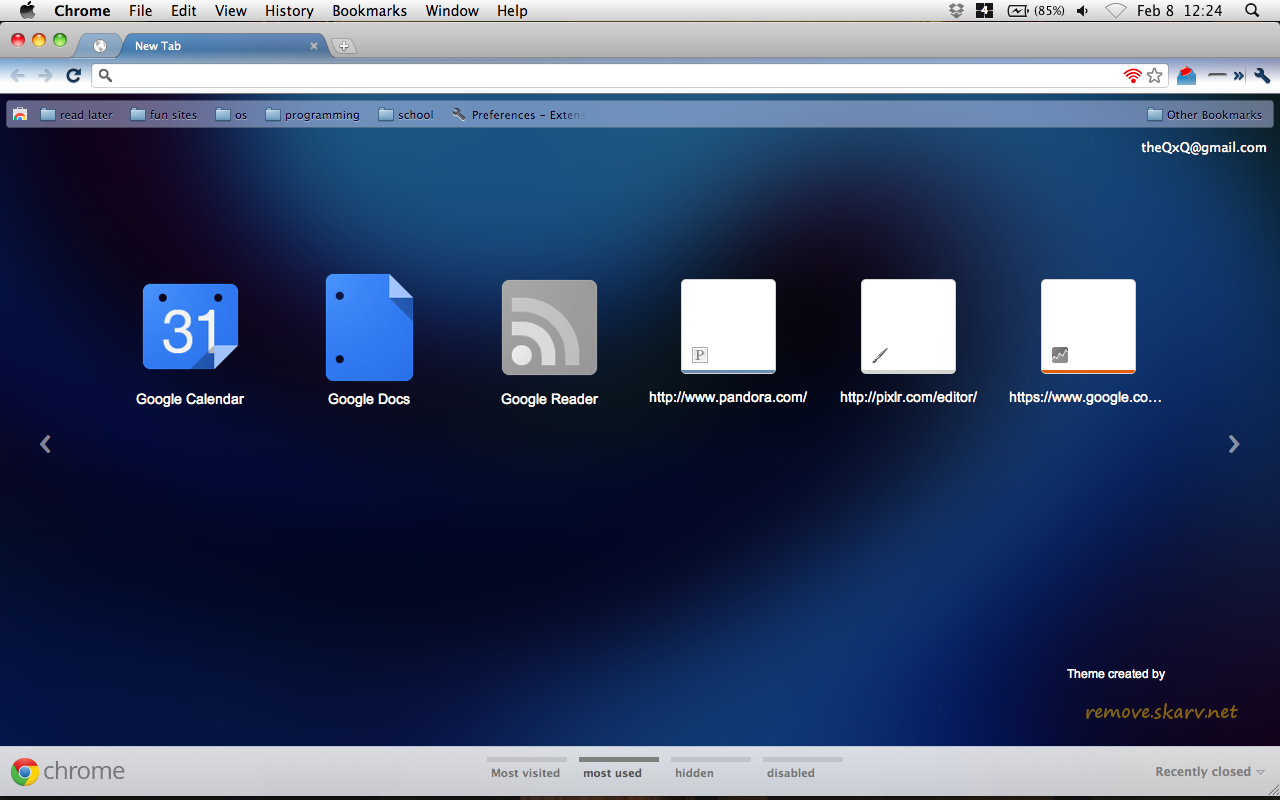 Chrome File Edit View History Bookmarks Window Help 4 (85%) Feb 8 12:24
New Tab
read later fun sites os programming school Preferences - Exten Other Bookmarks
theQxQ@gmail.com
31
P
Google Calendar Google Docs Google Reader http://www.pandora.com/ http://pixlr.com/editor/ https://www.google.co...
Theme created by
remove.skarv.net
chrome Most visited most used hidden disabled Recently closed